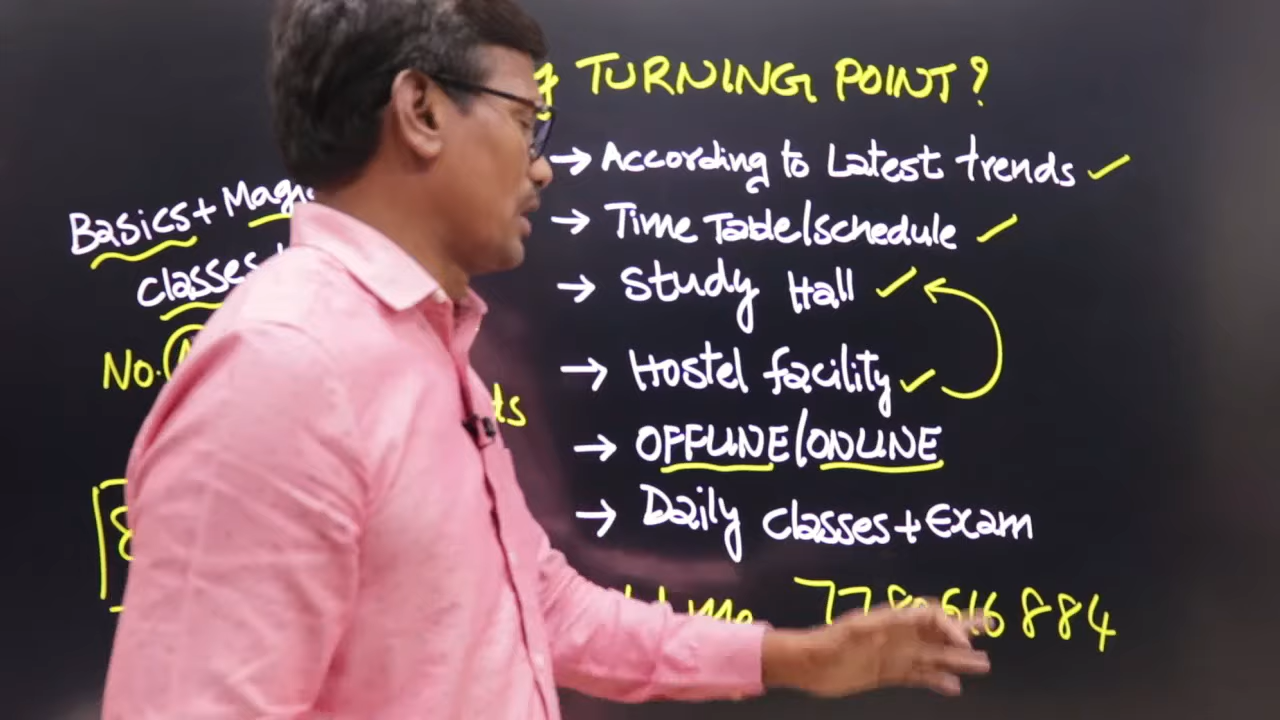 TURNING POINT?
→ According to Latest trends ✓
→ Time Table/schedule ✓
→ Study Hall ✓
→ Hostel facility ✓
→ OFFLINE/ONLINE
→ Daily classes + Exam
Basics +
classes
No.
884